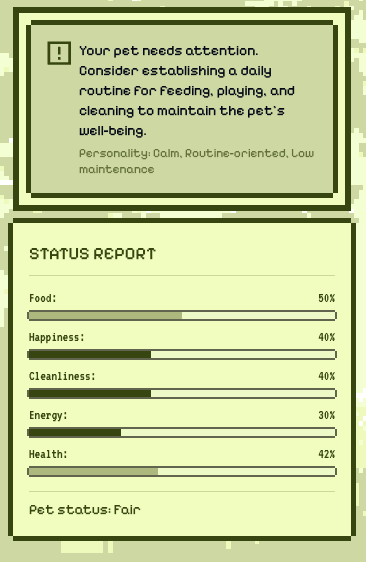 !
Your pet needs attention.
Consider establishing a daily
routine for feeding, playing, and
cleaning to maintain the pet's
well-being.
Personality: Calm, Routine-oriented, Low
maintenance
STATUS REPORT
Food: 50%
Happiness: 40%
Cleanliness: 40%
Energy: 30%
Health: 42%
Pet status: Fair